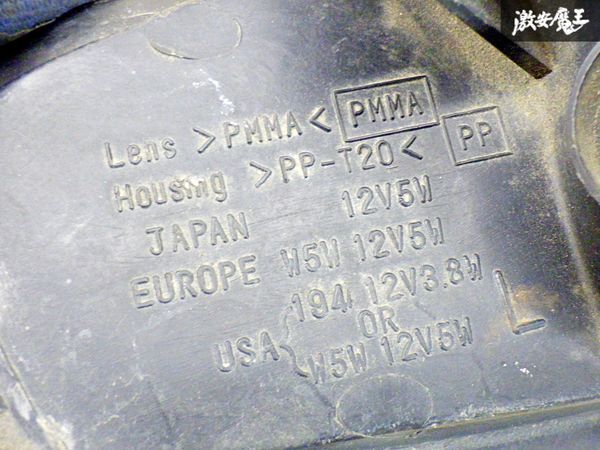 激安魔王
Lens >PMMA< PMMA
Housing >PP-T20< PP
JAPAN 12V5W
EUROPE W5W 12V5W
USA { 194 12V3.8W
OR
W5W 12V5W
L